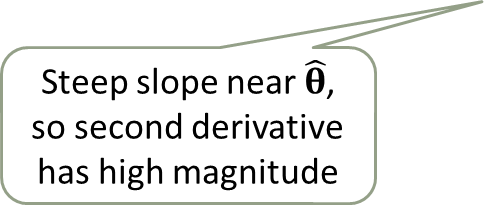 Steep slope near 𝛉̂,
so second derivative
has high magnitude